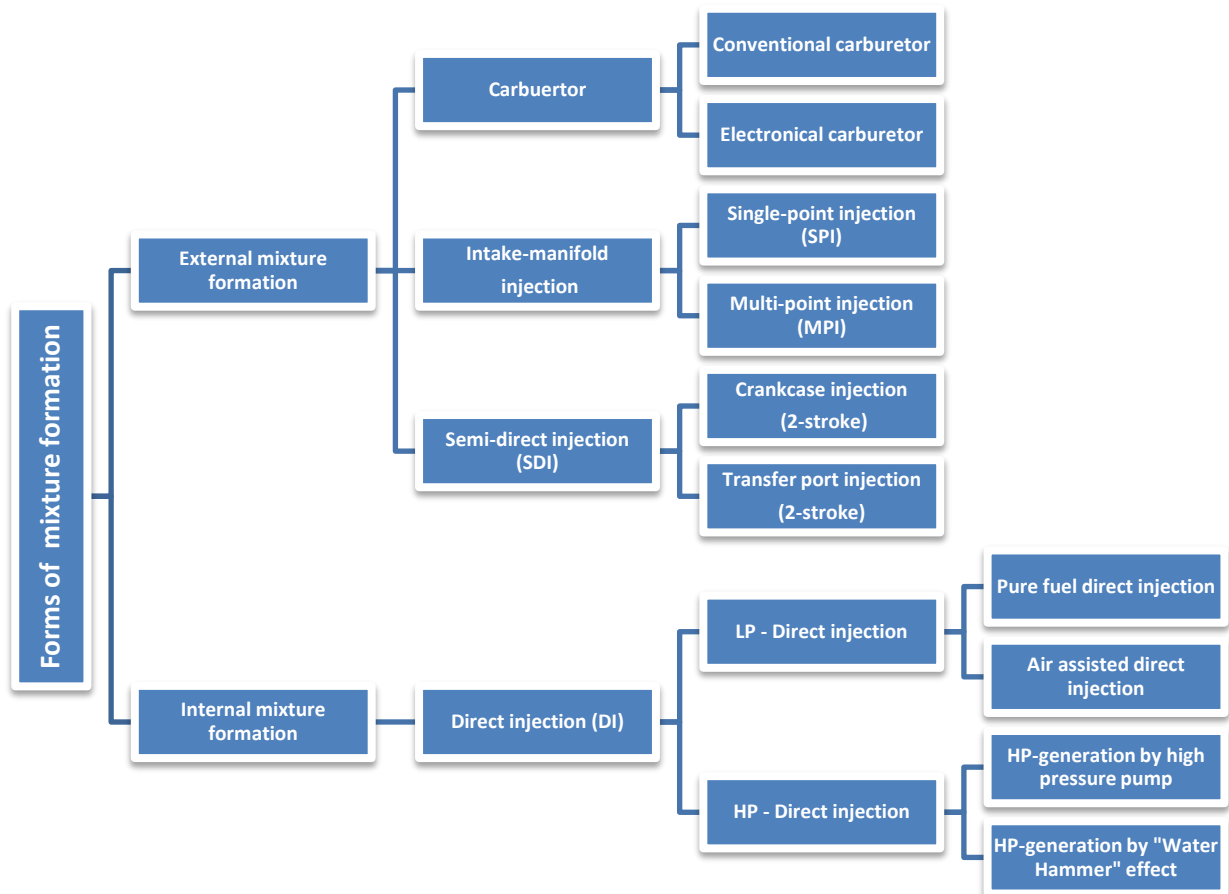 Forms of mixture formation
External mixture
formation
Carbuertor
Conventional carburetor
Electronical carburetor
Intake-manifold
injection
Single-point injection
(SPI)
Multi-point injection
(MPI)
Semi-direct injection
(SDI)
Crankcase injection
(2-stroke)
Transfer port injection
(2-stroke)
Internal mixture
formation
Direct injection (DI)
LP - Direct injection
Pure fuel direct injection
Air assisted direct
injection
HP - Direct injection
HP-generation by high
pressure pump
HP-generation by "Water
Hammer" effect